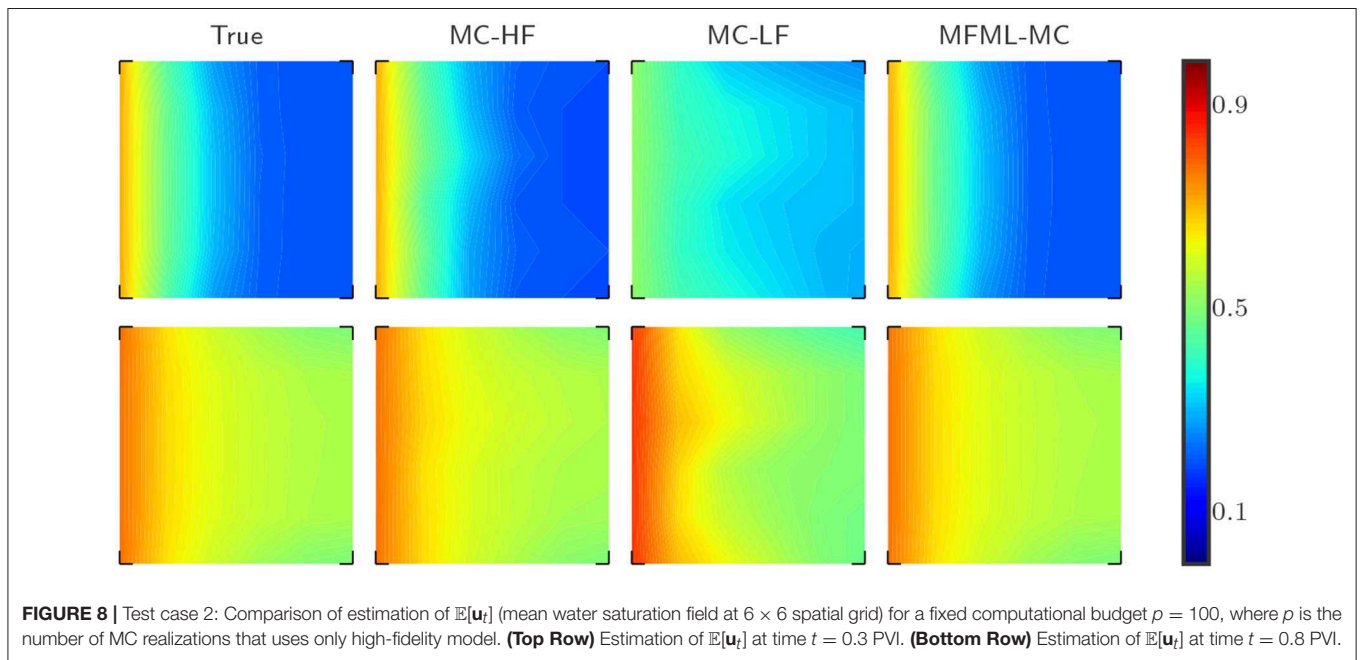 True MC-HF MC-LF MFML-MC
0.9
0.5
0.1
FIGURE 8 | Test case 2: Comparison of estimation of 𝔼[𝐮ₜ] (mean water saturation field at 6 × 6 spatial grid) for a fixed computational budget p = 100, where p is the
number of MC realizations that uses only high-fidelity model. (Top Row) Estimation of 𝔼[𝐮ₜ] at time t = 0.3 PVI. (Bottom Row) Estimation of 𝔼[𝐮ₜ] at time t = 0.8 PVI.